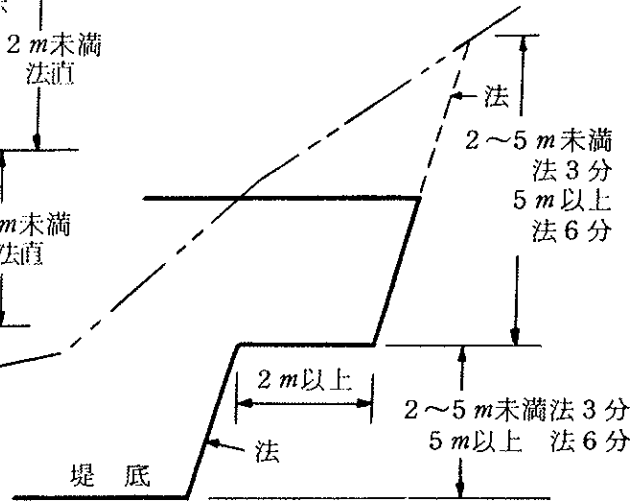 2 m未満
法直
法
2～5 m未満
法3分
5 m以上
法6分
m未満
法直
2 m以上
2～5 m未満法3分
5 m以上 法6分
法
堤 底